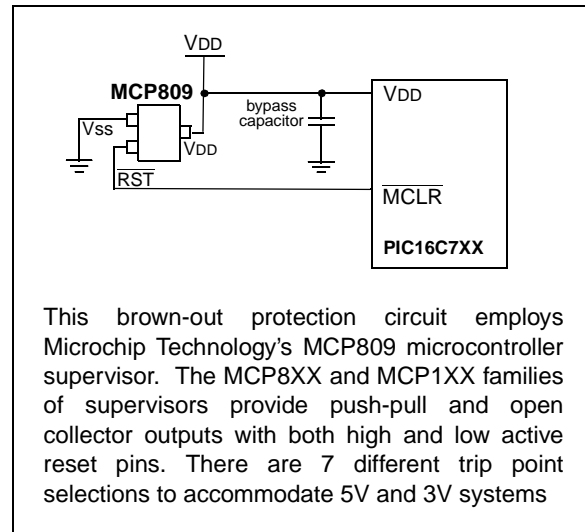 VDD
MCP809
VDD
bypass
capacitor
Vss
VDD
RST
MCLR
PIC16C7XX
This brown-out protection circuit employs
Microchip Technology's MCP809 microcontroller
supervisor. The MCP8XX and MCP1XX families
of supervisors provide push-pull and open
collector outputs with both high and low active
reset pins. There are 7 different trip point
selections to accommodate 5V and 3V systems